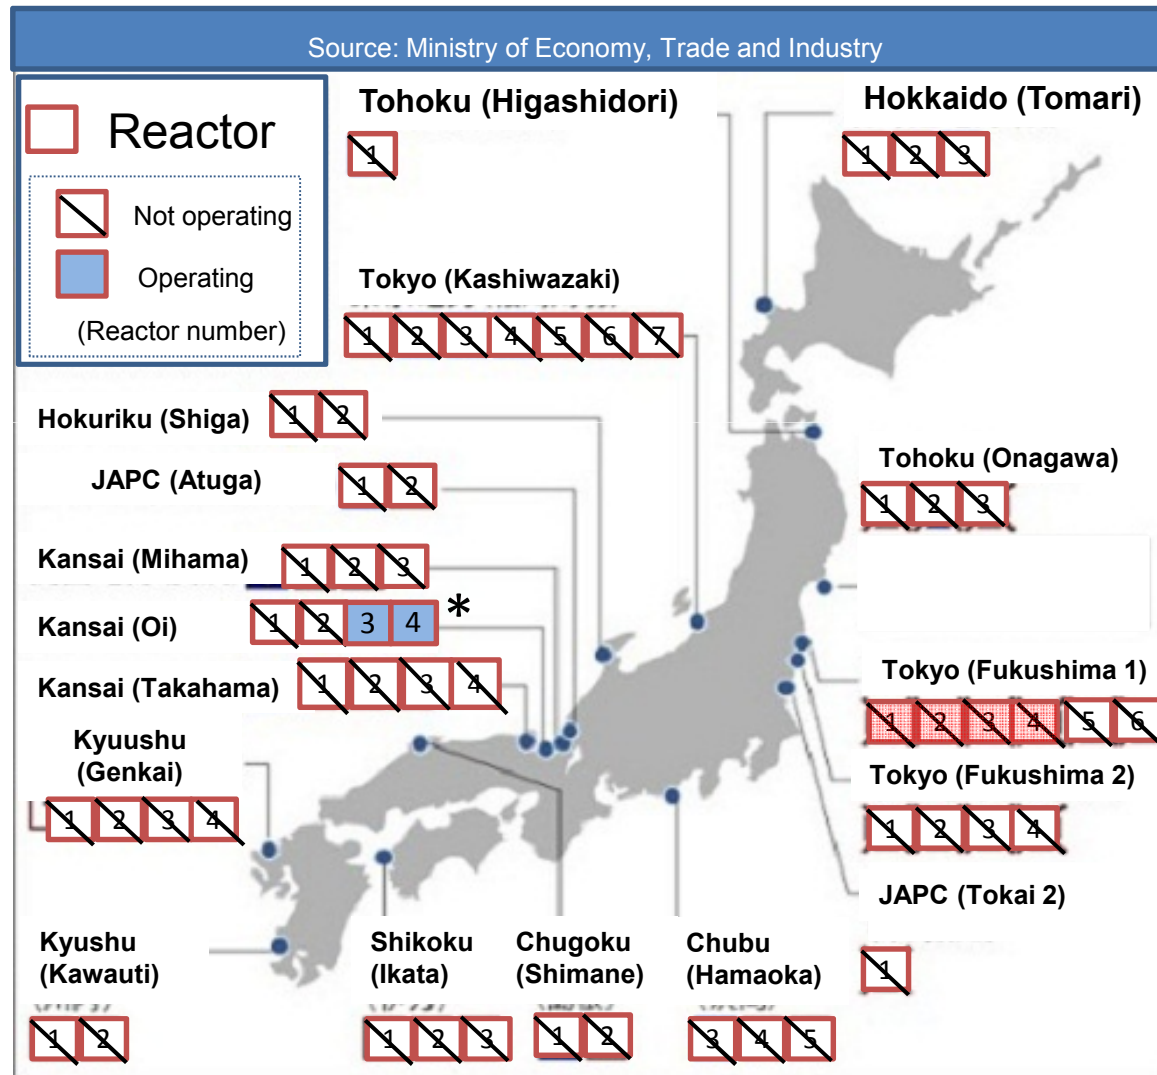 Source: Ministry of Economy, Trade and Industry
Reactor
Not operating
Operating
(Reactor number)
Tohoku (Higashidori)
1
Hokkaido (Tomari)
1 2 3
Tokyo (Kashiwazaki)
1 2 3 4 5 6 7
Hokuriku (Shiga)
1 2
JAPC (Atuga)
1 2
Tohoku (Onagawa)
1 2 3
Kansai (Mihama)
1 2 3
Kansai (Oi)
1 2 3 4 *
Kansai (Takahama)
1 2 3 4
Tokyo (Fukushima 1)
1 2 3 4 5 6
Kyuushu
(Genkai)
1 2 3 4
Tokyo (Fukushima 2)
1 2 3 4
JAPC (Tokai 2)
1
Kyushu
(Kawauti)
1 2
Shikoku
(Ikata)
1 2 3
Chugoku
(Shimane)
1 2
Chubu
(Hamaoka)
3 4 5